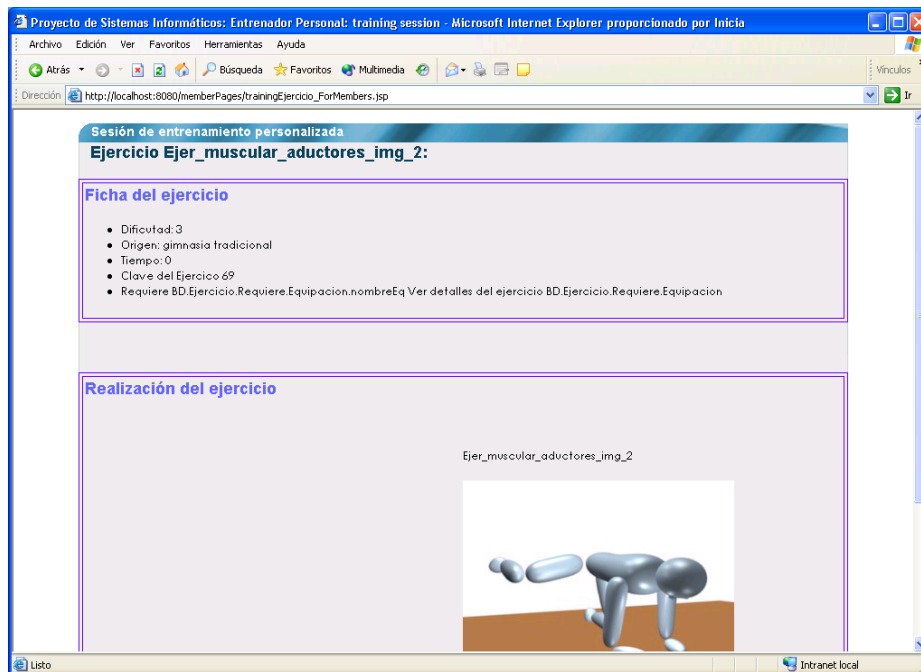 Proyecto de Sistemas Informáticos: Entrenador Personal: training session - Microsoft Internet Explorer proporcionado por Inicia
Archivo Edición Ver Favoritos Herramientas Ayuda
Atrás Búsqueda Favoritos Multimedia Vínculos
Dirección http://localhost:8080/memberPages/trainingEjercicio_ForMembers.jsp Ir
Sesión de entrenamiento personalizada
Ejercicio Ejer_muscular_aductores_img_2:
Ficha del ejercicio
Dificutad: 3
Origen: gimnasia tradicional
Tiempo: 0
Clave del Ejercico 69
Requiere BD.Ejercicio.Requiere.Equipacion.nombreEq Ver detalles del ejercicio BD.Ejercicio.Requiere.Equipacion
Realización del ejercicio
Ejer_muscular_aductores_img_2
Listo Intranet local